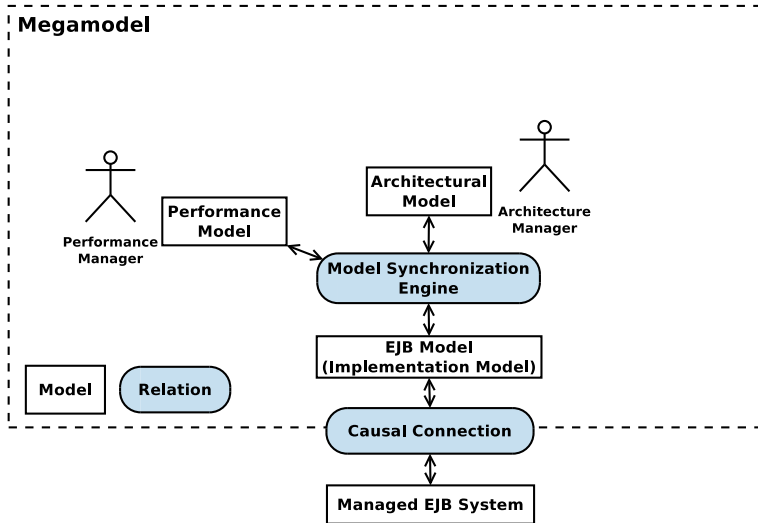 Megamodel
Performance
Manager
Performance
Model
Architectural
Model
Architecture
Manager
Model Synchronization
Engine
EJB Model
(Implementation Model)
Model
Relation
Causal Connection
Managed EJB System